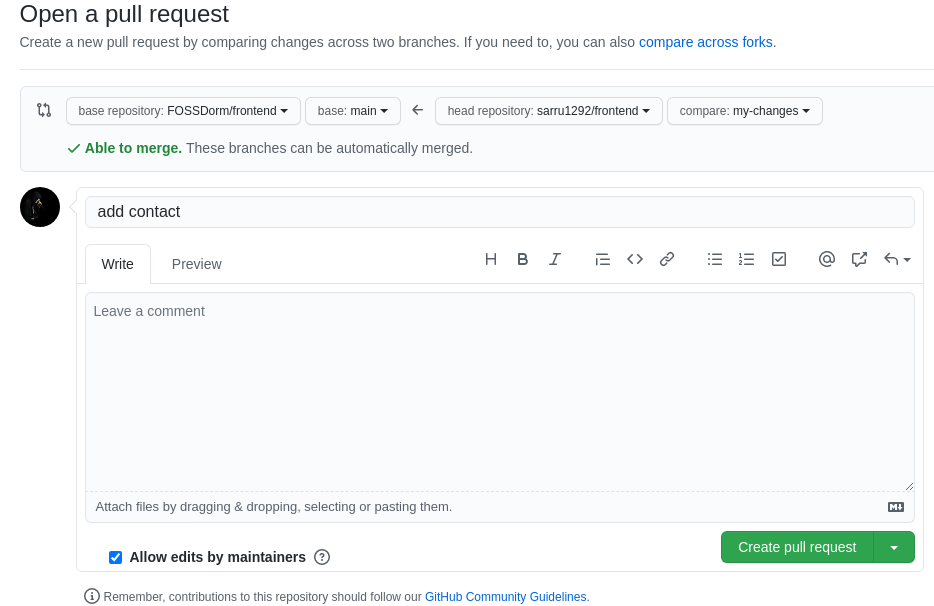 Open a pull request
Create a new pull request by comparing changes across two branches. If you need to, you can also compare across forks.
base repository: FOSSDorm/frontend base: main head repository: sarru1292/frontend compare: my-changes
Able to merge. These branches can be automatically merged.
add contact
Write Preview
Leave a comment
Attach files by dragging & dropping, selecting or pasting them.
Create pull request
Allow edits by maintainers
Remember, contributions to this repository should follow our GitHub Community Guidelines.